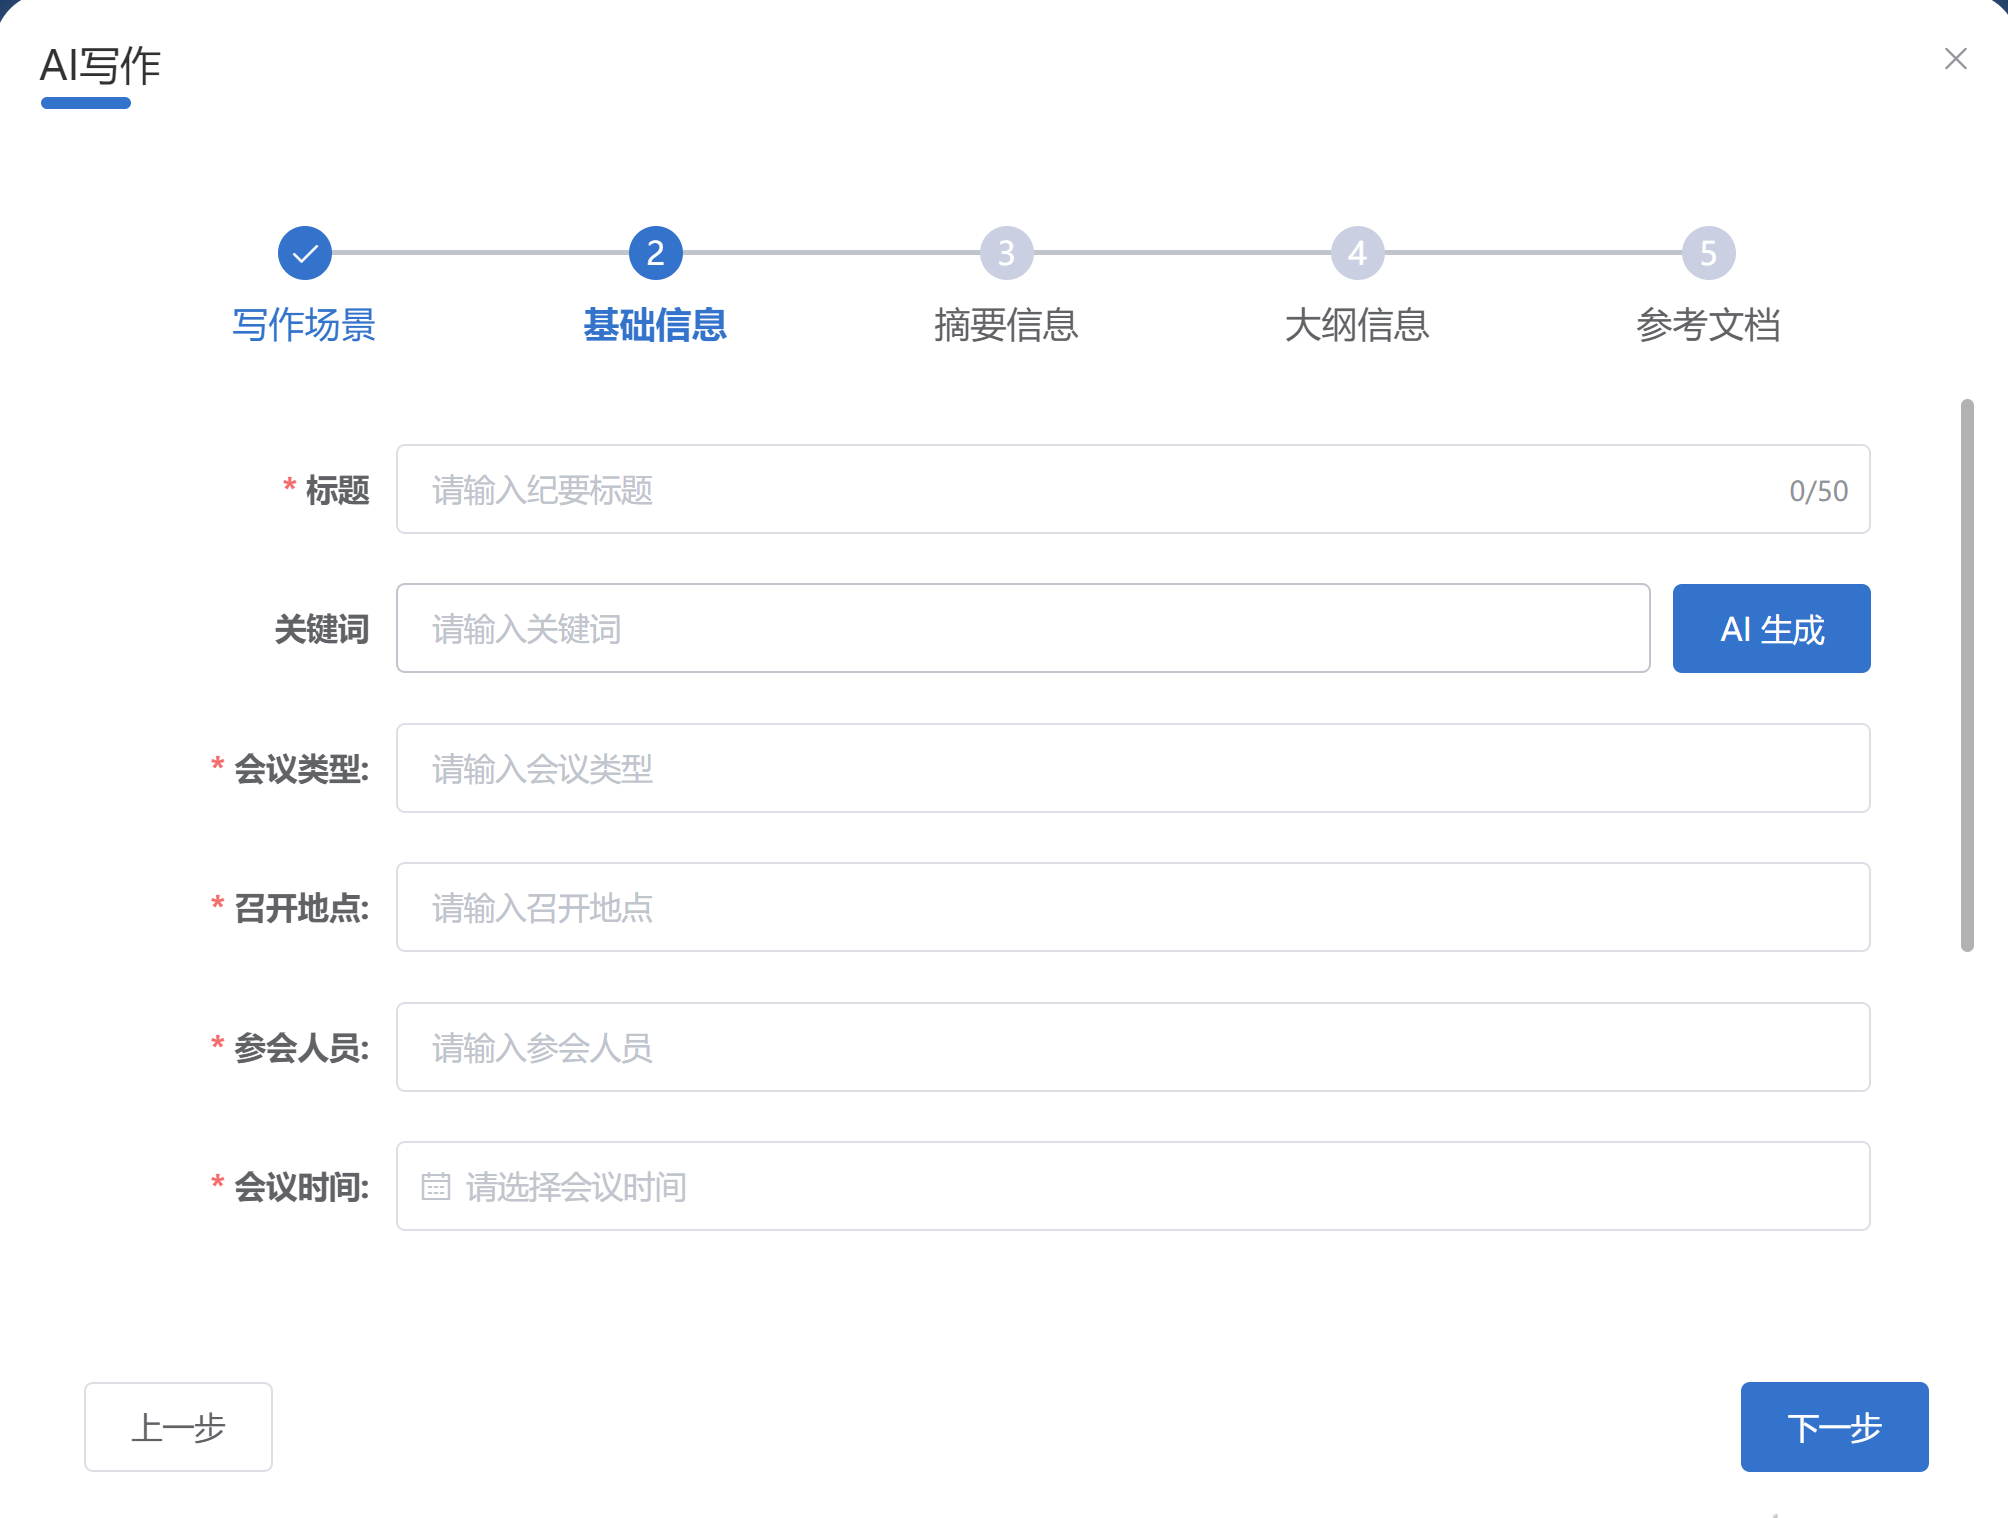 AI写作
2 3 4 5
写作场景 基础信息 摘要信息 大纲信息 参考文档
* 标题 请输入纪要标题 0/50
关键词 请输入关键词 AI 生成
* 会议类型: 请输入会议类型
* 召开地点: 请输入召开地点
* 参会人员: 请输入参会人员
* 会议时间: 请选择会议时间
上一步 下一步